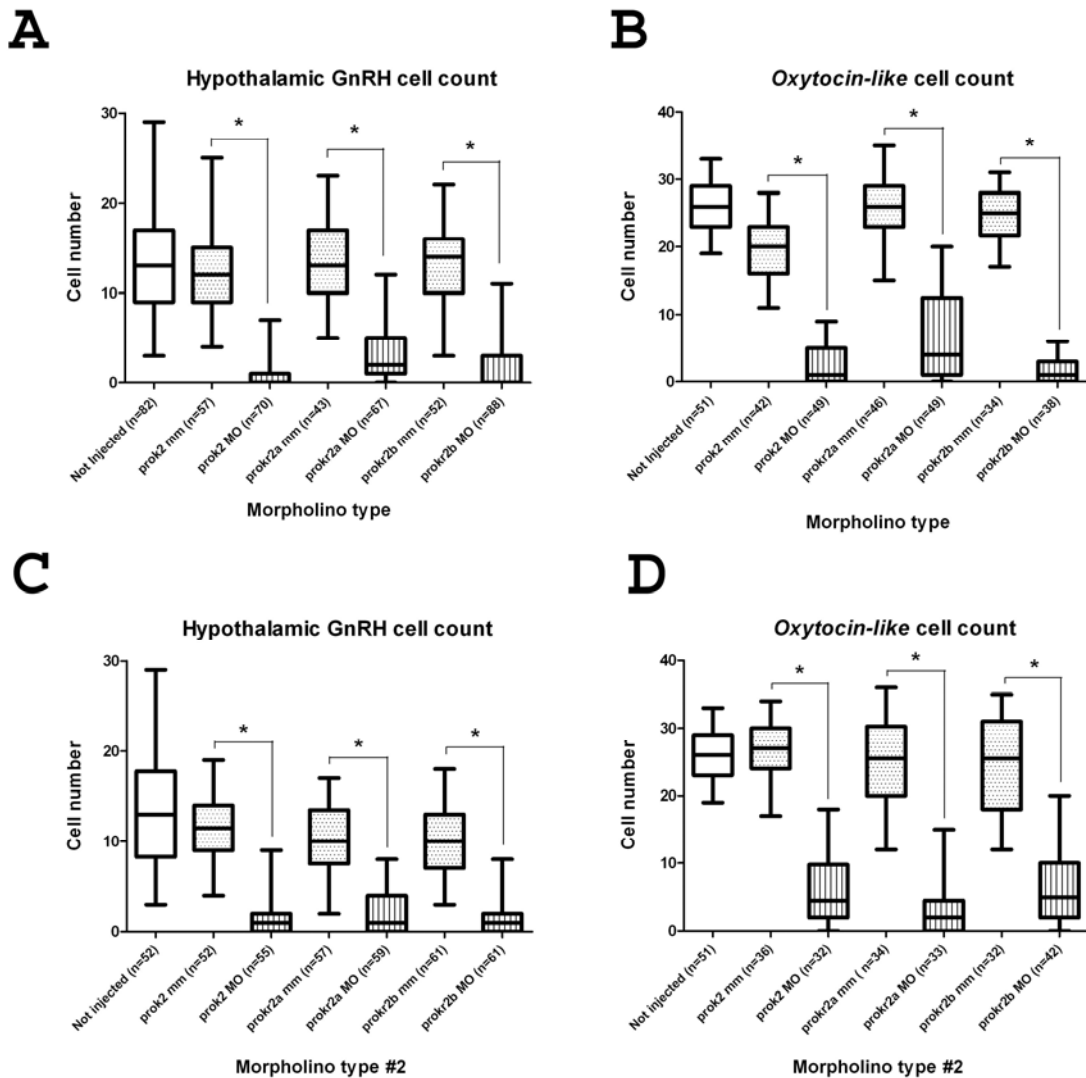 A
Hypothalamic GnRH cell count
30
20
10
0
Cell number
*
*
*
Not Injected (n=82)
prok2 mm (n=57)
prok2 MO (n=70)
prokr2a mm (n=43)
prokr2a MO (n=67)
prokr2b mm (n=52)
prokr2b MO (n=88)
Morpholino type
B
Oxytocin-like cell count
40
30
20
10
0
Cell number
*
*
*
Not Injected (n=51)
prok2 mm (n=42)
prok2 MO (n=49)
prokr2a mm (n=46)
prokr2a MO (n=49)
prokr2b mm (n=34)
prokr2b MO (n=38)
Morpholino type
C
Hypothalamic GnRH cell count
30
20
10
0
Cell number
*
*
*
Not injected (n=52)
prok2 mm (n=52)
prok2 MO (n=55)
prokr2a mm (n=57)
prokr2a MO (n=59)
prokr2b mm (n=61)
prokr2b MO (n=61)
Morpholino type #2
D
Oxytocin-like cell count
40
30
20
10
0
Cell number
*
*
*
Not injected (n=51)
prok2 mm (n=36)
prok2 MO (n=32)
prokr2a mm ( n=34)
prokr2a MO (n=33)
prokr2b mm (n=32)
prokr2b MO (n=42)
Morpholino type #2